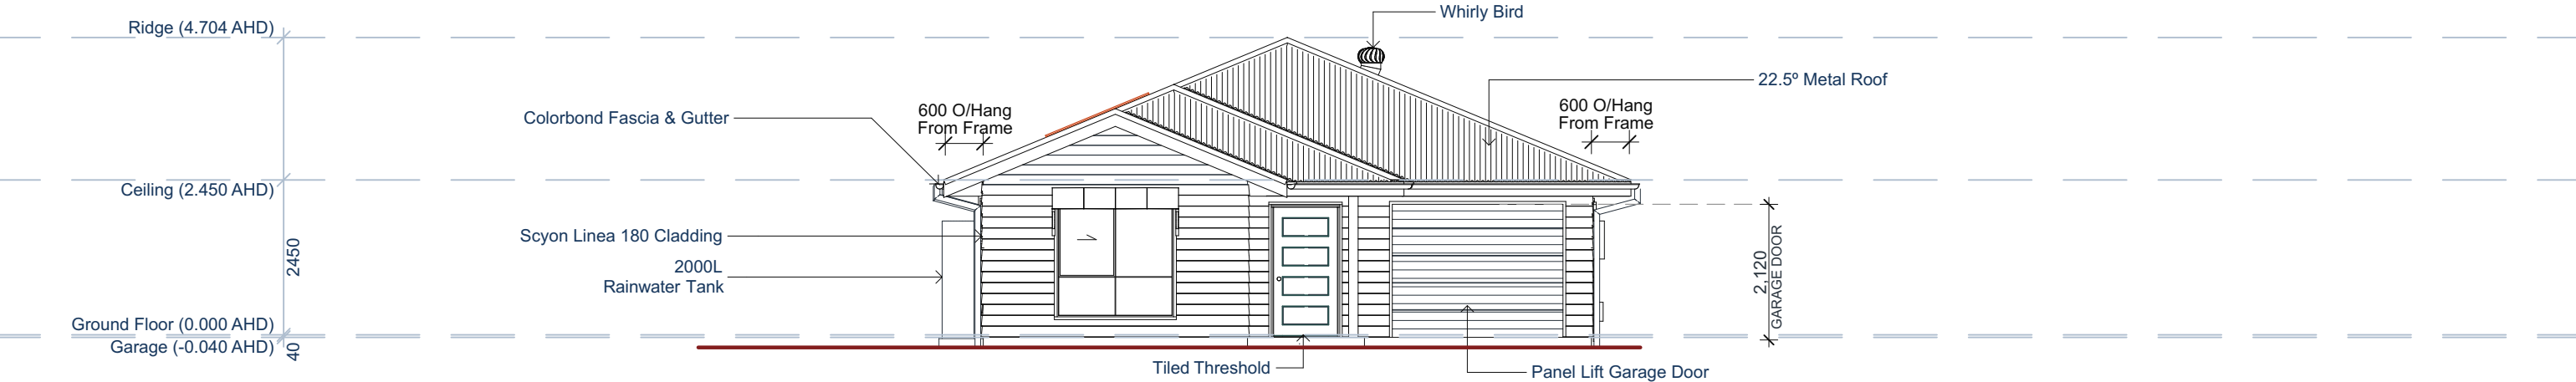 Whirly Bird
Ridge (4.704 AHD)
22.5º Metal Roof
600 O/Hang
From Frame
600 O/Hang
From Frame
Colorbond Fascia & Gutter
Ceiling (2.450 AHD)
Scyon Linea 180 Cladding
2450
2000L
Rainwater Tank
2,120
GARAGE DOOR
Ground Floor (0.000 AHD)
Garage (-0.040 AHD)
40
Tiled Threshold
Panel Lift Garage Door